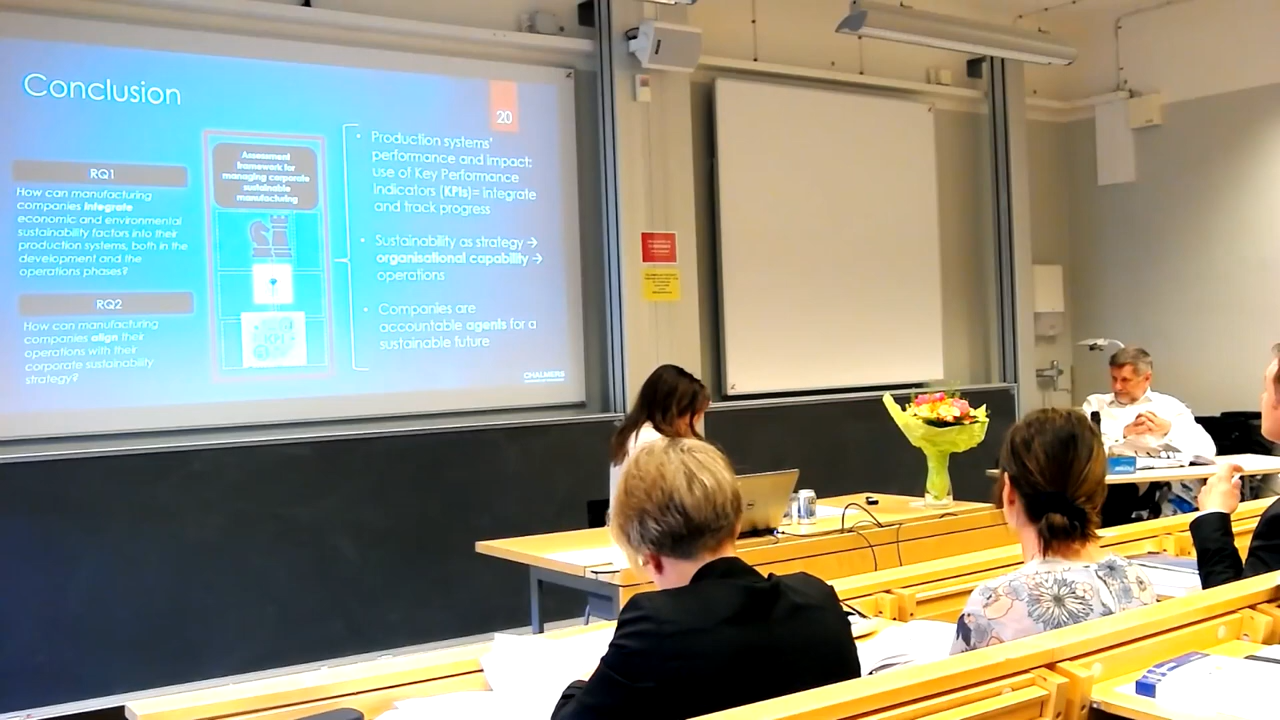 Conclusion
20
RQ1
How can manufacturing
companies integrate
economic and environmental
sustainability factors into their
production systems, both in the
development and the
operations phases?
RQ2
How can manufacturing
companies align their
operations with their
corporate sustainability
strategy?
Assessment
framework for
managing corporate
sustainable
manufacturing
• Production systems'
performance and impact:
use of Key Performance
Indicators (KPIs)= integrate
and track progress
• Sustainability as strategy →
organisational capability →
operations
• Companies are
accountable agents for a
sustainable future
CHALMERS